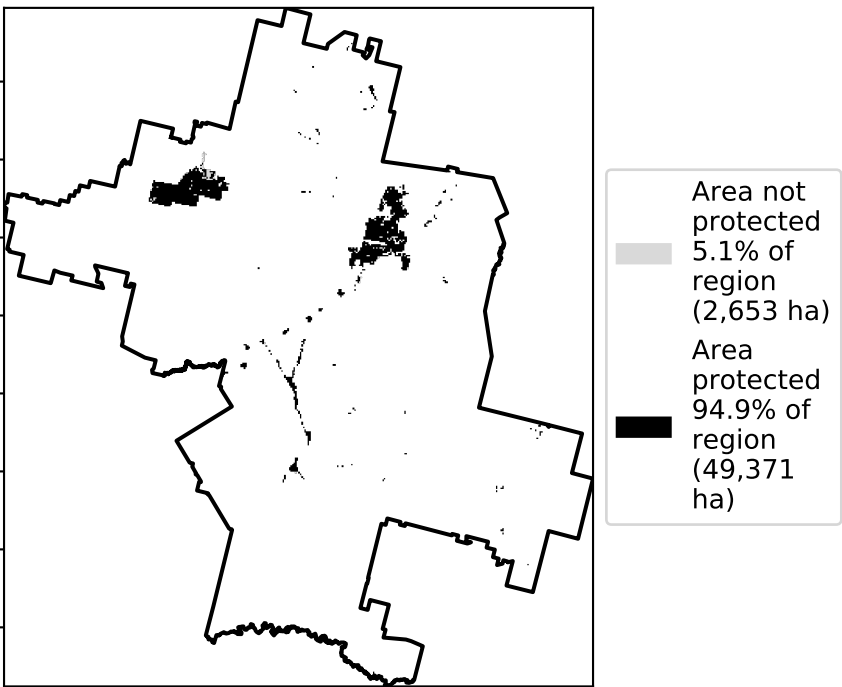 Area not
protected
5.1% of
region
(2,653 ha)
Area
protected
94.9% of
region
(49,371
ha)